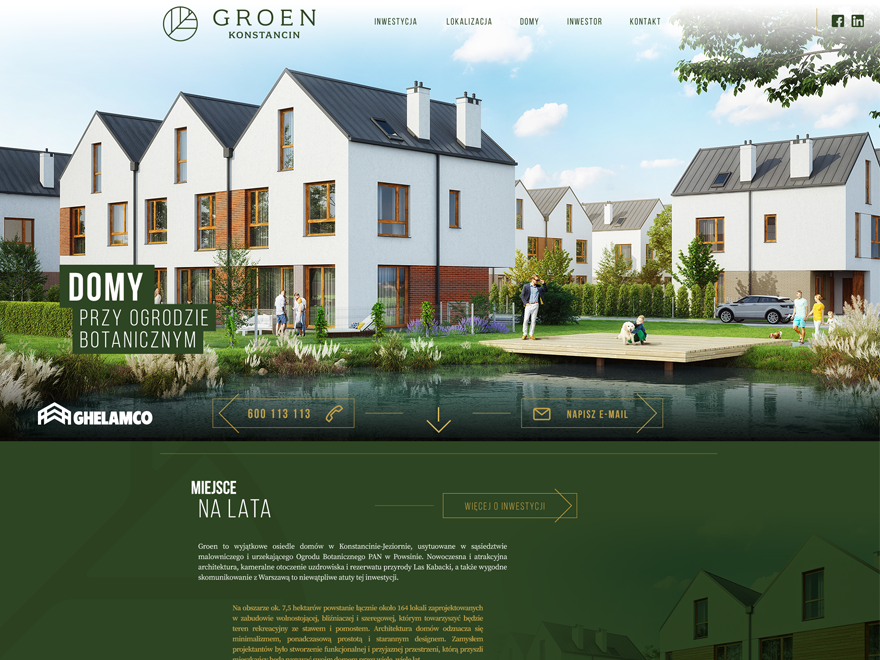 GROEN
KONSTANCIN
INWESTYCJA LOKALIZACJA DOMY INWESTOR KONTAKT
DOMY
PRZY OGRODZIE
BOTANICZNYM
GHELAMCO
600 113 113
NAPISZ E-MAIL
MIEJSCE
NA LATA
WIĘCEJ O INWESTYCJI
Groen to wyjątkowe osiedle domów w Konstancinie-Jeziornie, usytuowane w sąsiedztwie
malowniczego i urzekającego Ogrodu Botanicznego PAN w Powsinie. Nowoczesna i atrakcyjna
architektura, kameralne otoczenie uzdrowiska i rezerwatu przyrody Las Kabacki, a także wygodne
skomunikowanie z Warszawą to niewątpliwe atuty tej inwestycji.
Na obszarze ok. 7,5 hektarów powstanie łącznie około 164 lokali zaprojektowanych
w zabudowie wolnostojącej, bliźniaczej i szeregowej, którym towarzyszyć będzie
teren rekreacyjny ze stawem i pomostem. Architektura domów odznacza się
minimalizmem, ponadczasową prostotą i starannym designem. Zamysłem
projektantów było stworzenie funkcjonalnej i przyjaznej przestrzeni, którą przyszli